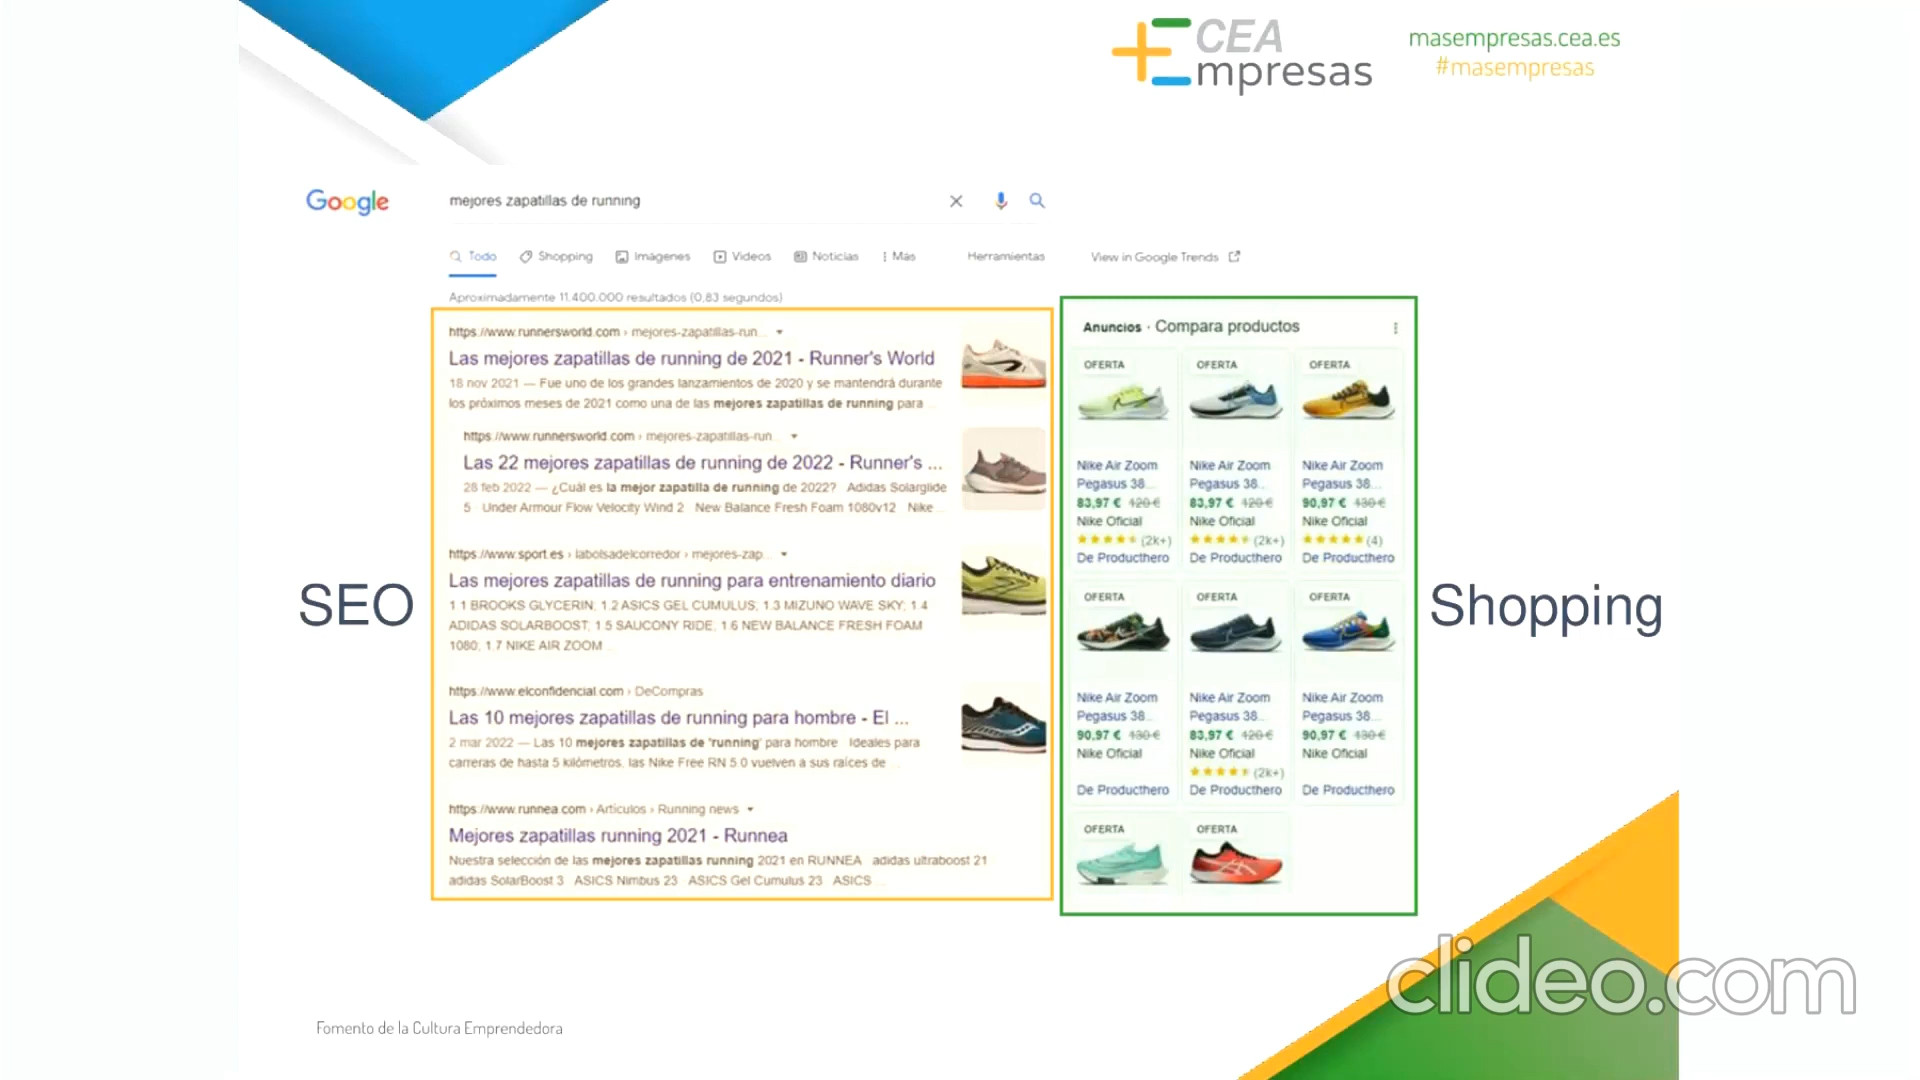 CEA
Empresas
masempresas.cea.es
#masempresas
Google
mejores zapatillas de running
Todo Shopping Imagenes Videos Noticias Mas Herramientas View in Google Trends
Aproximadamente 11.400.000 resultados (0,83 segundos)
https://www.runnersworld.com › mejores-zapatillas-run...
Las mejores zapatillas de running de 2021 - Runner's World
18 nov 2021 — Fue uno de los grandes lanzamientos de 2020 y se mantendrá durante
los próximos meses de 2021 como una de las mejores zapatillas de running para ...
https://www.runnersworld.com › mejores-zapatillas-run...
Las 22 mejores zapatillas de running de 2022 - Runner's ...
28 feb 2022 — ¿Cuál es la mejor zapatilla de running de 2022? Adidas Solarglide
5 Under Armour Flow Velocity Wind 2 New Balance Fresh Foam 1080v12 Nike ...
https://www.sport.es › labolsadelcorredor › mejores-zap...
Las mejores zapatillas de running para entrenamiento diario
1 1 BROOKS GLYCERIN; 1.2 ASICS GEL CUMULUS; 1.3 MIZUNO WAVE SKY; 1.4
ADIDAS SOLARBOOST; 1.5 SAUCONY RIDE; 1.6 NEW BALANCE FRESH FOAM
1080; 1.7 NIKE AIR ZOOM ...
https://www.elconfidencial.com › DeCompras
Las 10 mejores zapatillas de running para hombre - El ...
2 mar 2022 — Las 10 mejores zapatillas de 'running' para hombre Ideales para
carreras de hasta 5 kilómetros, las Nike Free RN 5.0 vuelven a sus raíces de ...
https://www.runnea.com › Artículos › Running news
Mejores zapatillas running 2021 - Runnea
Nuestra selección de las mejores zapatillas running 2021 en RUNNEA adidas ultraboost 21
adidas SolarBoost 3 ASICS Nimbus 23 ASICS Gel Cumulus 23 ASICS ...
SEO
Anuncios · Compara productos
OFERTA OFERTA OFERTA
Nike Air Zoom Nike Air Zoom Nike Air Zoom
Pegasus 38... Pegasus 38... Pegasus 38...
83,97 € 120 € 83,97 € 120 € 90,97 € 130 €
Nike Oficial Nike Oficial Nike Oficial
(2k+) (2k+) (4)
De Producthero De Producthero De Producthero
OFERTA OFERTA OFERTA
Nike Air Zoom Nike Air Zoom Nike Air Zoom
Pegasus 38... Pegasus 38... Pegasus 38...
90,97 € 130 € 83,97 € 120 € 90,97 € 130 €
Nike Oficial Nike Oficial Nike Oficial
(2k+)
De Producthero De Producthero De Producthero
OFERTA OFERTA
Shopping
clideo.com
Fomento de la Cultura Emprendedora